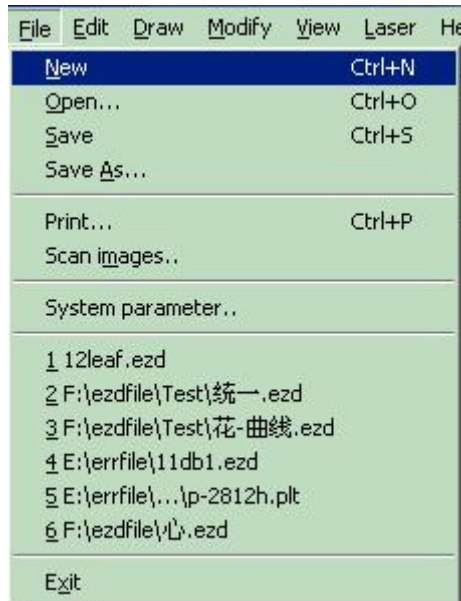 File Edit Draw Modify View Laser He
New Ctrl+N
Open... Ctrl+O
Save Ctrl+S
Save As...
Print... Ctrl+P
Scan images..
System parameter..
1 12leaf.ezd
2 F:\ezdfile\Test\统一.ezd
3 F:\ezdfile\Test\花-曲线.ezd
4 E:\errfile\11db1.ezd
5 E:\errfile\...\p-2812h.plt
6 F:\ezdfile\心.ezd
Exit